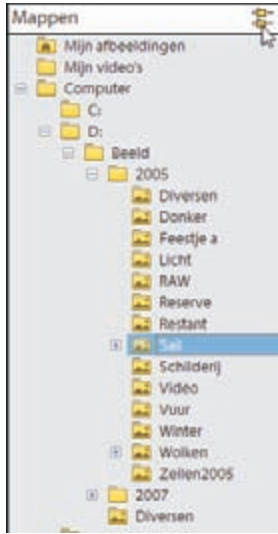 Mappen
Mijn afbeeldingen
Mijn video's
Computer
C:
D:
Beeld
2005
Diversen
Donker
Feestje a
Licht
RAW
Reserve
Restant
Sail
Schilderij
Video
Vuur
Winter
Wolken
Zeilen2005
2007
Diversen